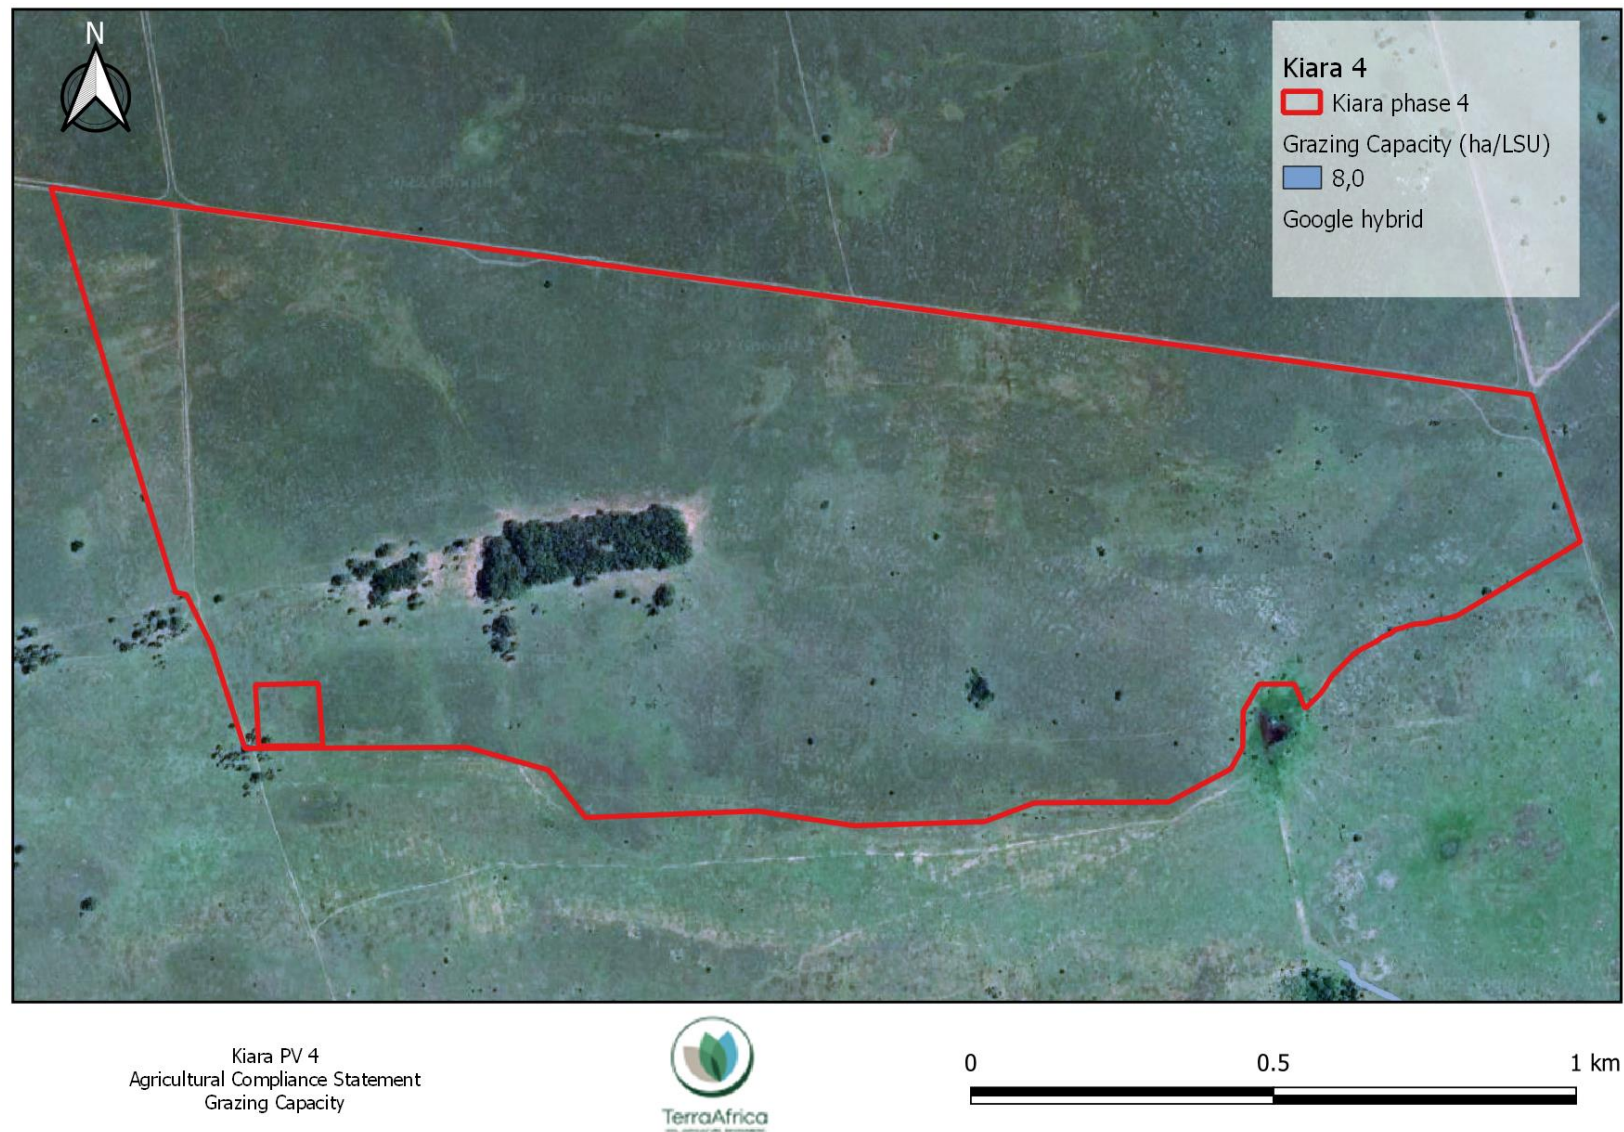 N
Kiara 4
Kiara phase 4
Grazing Capacity (ha/LSU)
8,0
Google hybrid
Kiara PV 4
Agricultural Compliance Statement
Grazing Capacity
TerraAfrica
0 0.5 1 km